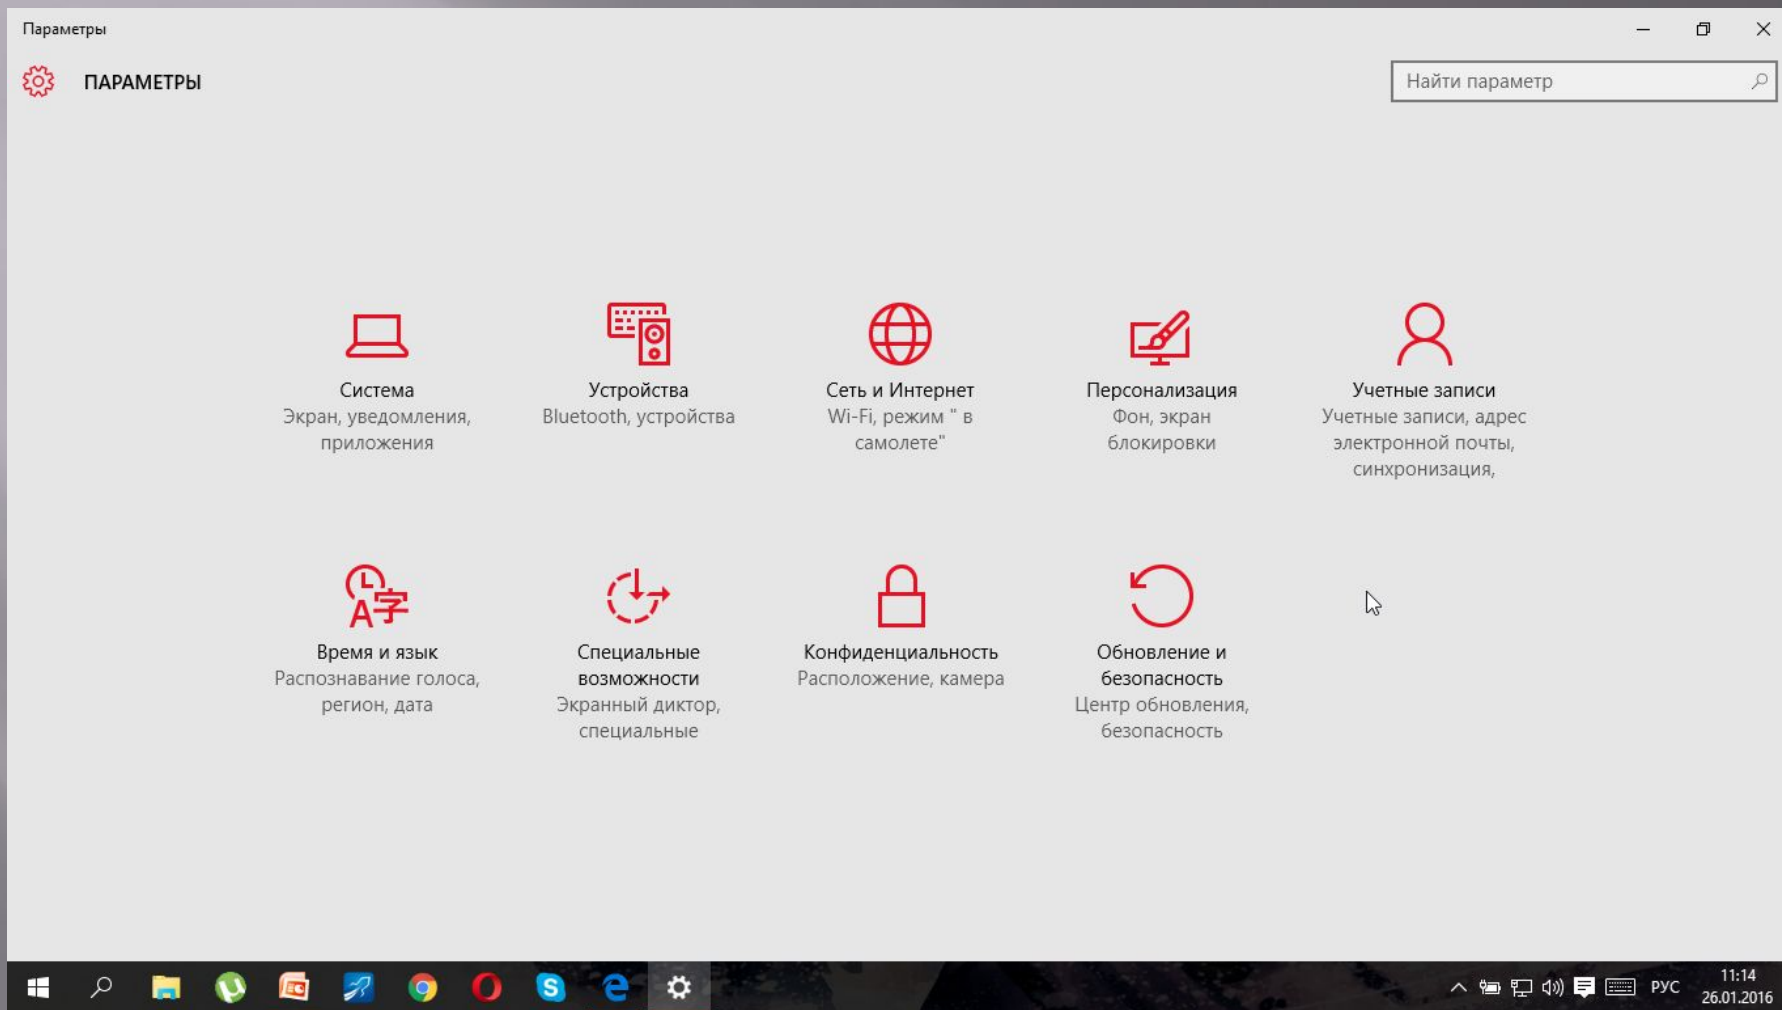 Параметры
ПАРАМЕТРЫ
Найти параметр
Система
Экран, уведомления,
приложения
Устройства
Bluetooth, устройства
Сеть и Интернет
Wi-Fi, режим " в
самолете"
Персонализация
Фон, экран
блокировки
Учетные записи
Учетные записи, адрес
электронной почты,
синхронизация,
Время и язык
Распознавание голоса,
регион, дата
Специальные
возможности
Экранный диктор,
специальные
Конфиденциальность
Расположение, камера
Обновление и
безопасность
Центр обновления,
безопасность
РУС
11:14
26.01.2016